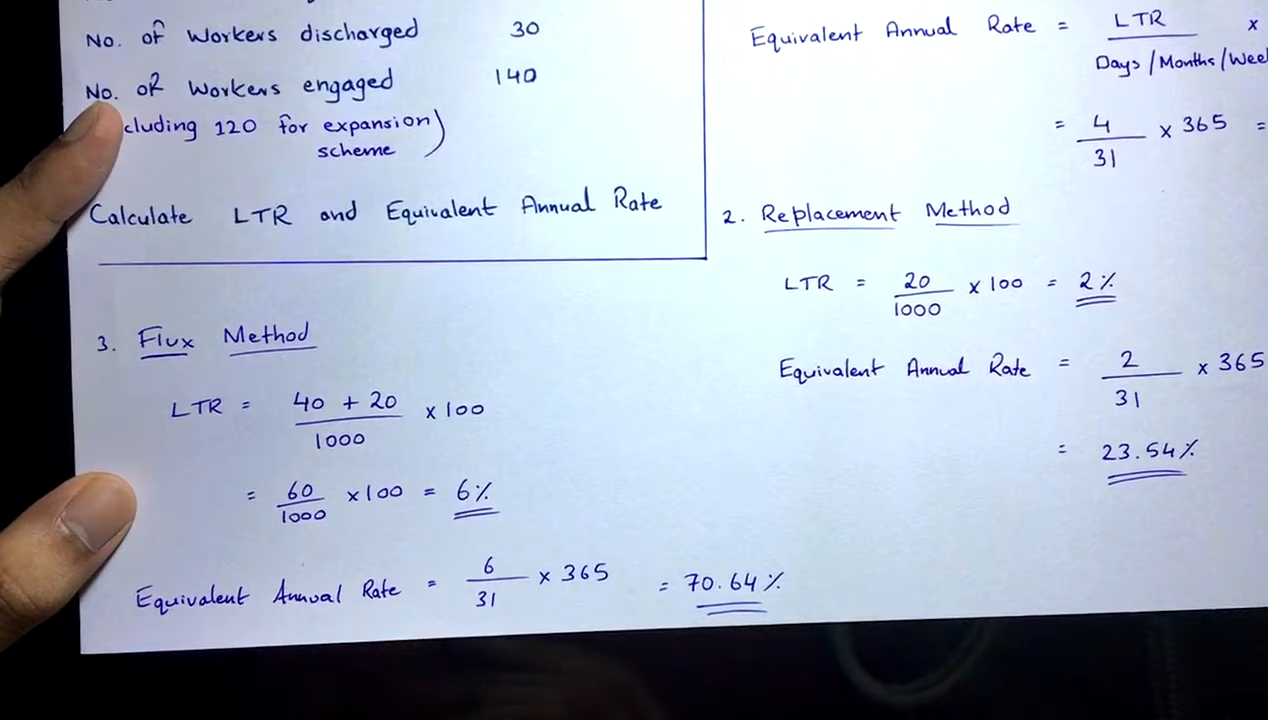 No. of workers discharged 30
No. of workers engaged 140
cluding 120 for expansion
scheme)
Calculate LTR and Equivalent Annual Rate
3. Flux Method
LTR = 40 + 20 / 1000 x 100
= 60 / 1000 x 100 = 6%
Equivalent Annual Rate = 6 / 31 x 365 = 70.64%
Equivalent Annual Rate = LTR / Days/Months/Week x
= 4 / 31 x 365 =
2. Replacement Method
LTR = 20 / 1000 x 100 = 2%
Equivalent Annual Rate = 2 / 31 x 365
= 23.54%